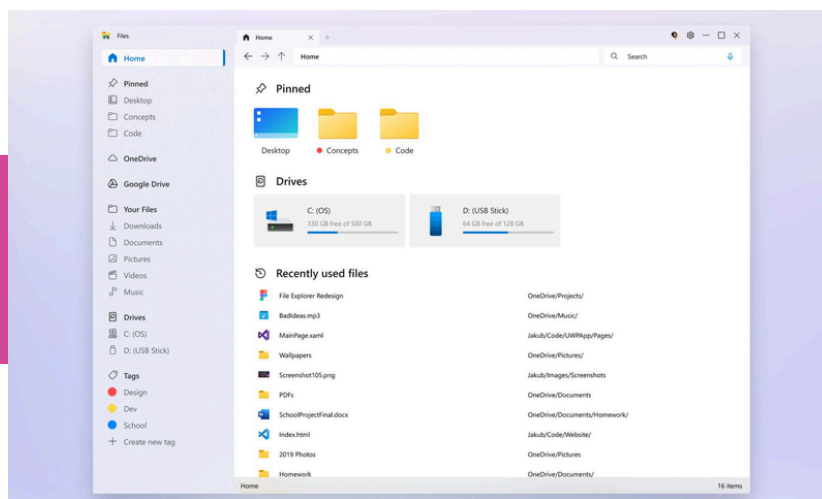 Files
Home
Pinned
Desktop
Concepts
Code
OneDrive
Google Drive
Your Files
Downloads
Documents
Pictures
Videos
Music
Drives
C: (OS)
D: (USB Stick)
Tags
Design
Dev
School
Create new tag
Home
Home
Search
Pinned
Desktop
Concepts
Code
Drives
C: (OS)
330 GB free of 500 GB
D: (USB Stick)
64 GB free of 128 GB
Recently used files
File Explorer Redesign OneDrive/Projects/
BadIdeas.mp3 OneDrive/Music/
MainPage.xaml Jakub/Code/UWPApp/Pages/
Wallpapers OneDrive/Pictures/
Screenshot105.png Jakub/Images/Screenshots
PDFs OneDrive/Documents
SchoolProjectFinal.docx OneDrive/Documents/Homework/
Index.html Jakub/Code/Website/
2019 Photos OneDrive/Pictures
Homework OneDrive/Documents/
Home 16 items